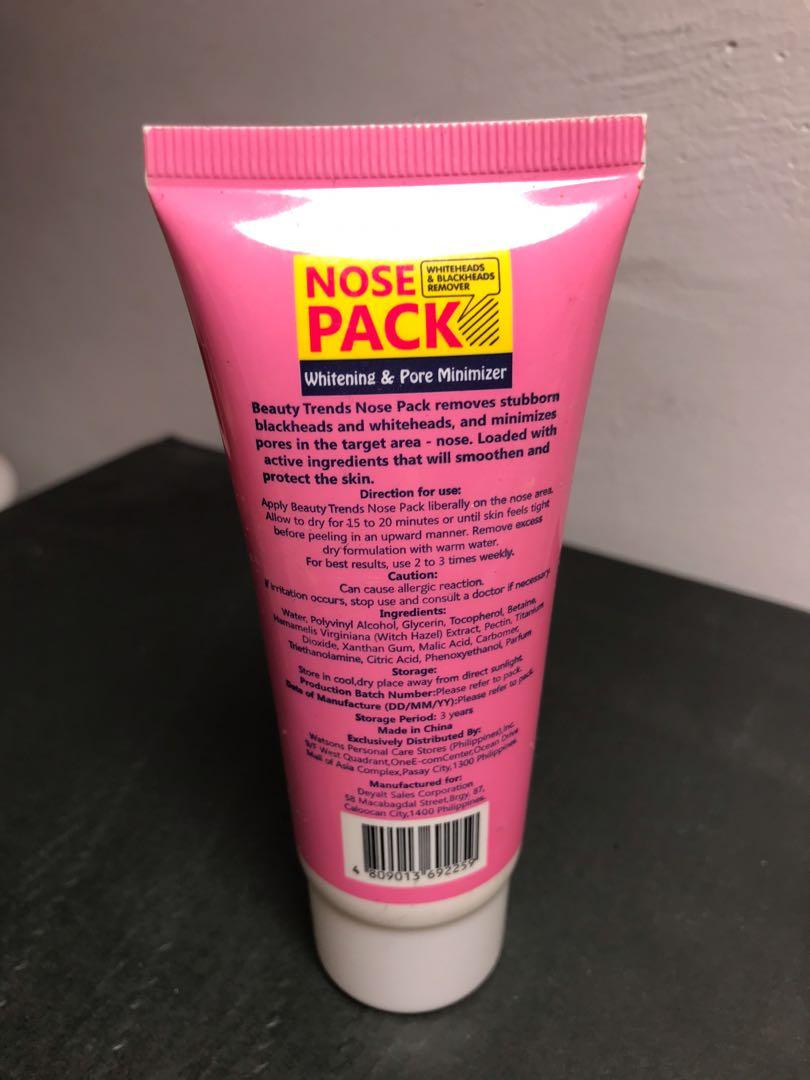 NOSE
PACK
WHITEHEADS
& BLACKHEADS
REMOVER
Whitening & Pore Minimizer
Beauty Trends Nose Pack removes stubborn
blackheads and whiteheads, and minimizes
pores in the target area - nose. Loaded with
active ingredients that will smoothen and
protect the skin.
Direction for use:
Apply Beauty Trends Nose Pack liberally on the nose area.
Allow to dry for 15 to 20 minutes or until skin feels tight
before peeling in an upward manner. Remove excess
dry formulation with warm water.
For best results, use 2 to 3 times weekly.
Caution:
Can cause allergic reaction.
If irritation occurs, stop use and consult a doctor if necessary.
Ingredients:
Water, Polyvinyl Alcohol, Glycerin, Tocopherol, Betaine,
Hamamelis Virginiana (Witch Hazel) Extract, Pectin, Titanium
Dioxide, Xanthan Gum, Malic Acid, Carbomer,
Triethanolamine, Citric Acid, Phenoxyethanol, Parfum
Storage:
Store in cool,dry place away from direct sunlight.
Production Batch Number:Please refer to pack.
Date of Manufacture (DD/MM/YY):Please refer to pack.
Storage Period: 3 years
Made in China
Exclusively Distributed By:
Watsons Personal Care Stores (Philippines),Inc.
9/F West Quadrant,OneE-comCenter,Ocean Drive
Mall of Asia Complex,Pasay City,1300 Philippines
Manufactured for:
Deyalt Sales Corporation
58 Macabagdal Street,Brgy. 87,
Caloocan City,1400 Philippines
4 809013 692259